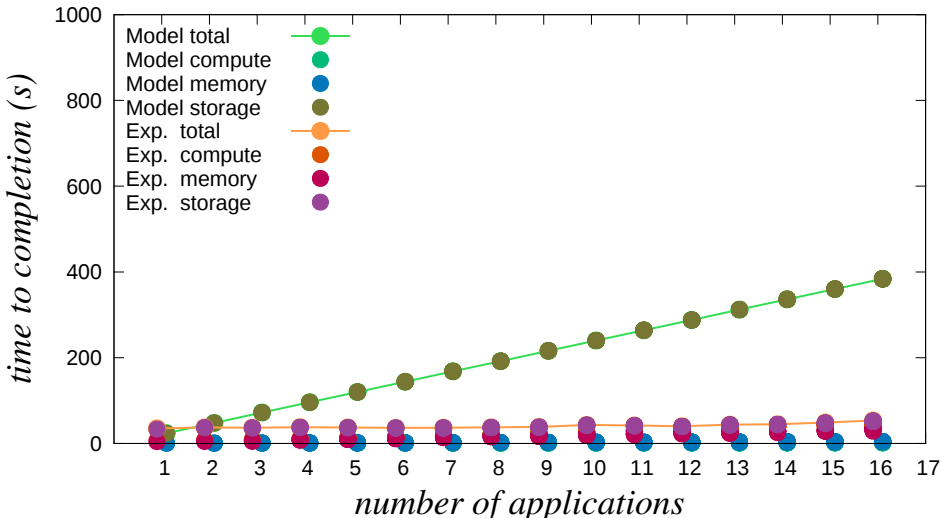 1000
800
600
400
200
0
time to completion (s)
Model total
Model compute
Model memory
Model storage
Exp. total
Exp. compute
Exp. memory
Exp. storage
1 2 3 4 5 6 7 8 9 10 11 12 13 14 15 16 17
number of applications